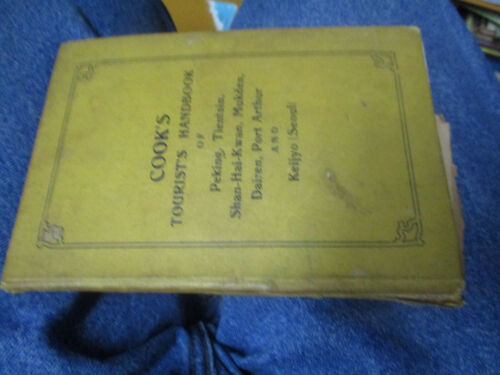 COOK'S
TOURIST'S HANDBOOK
OF
Peking, Tientsin,
Shan-Hai-Kwan, Mukden,
Dairen, Port Arthur
AND
Keijyo (Seoul)